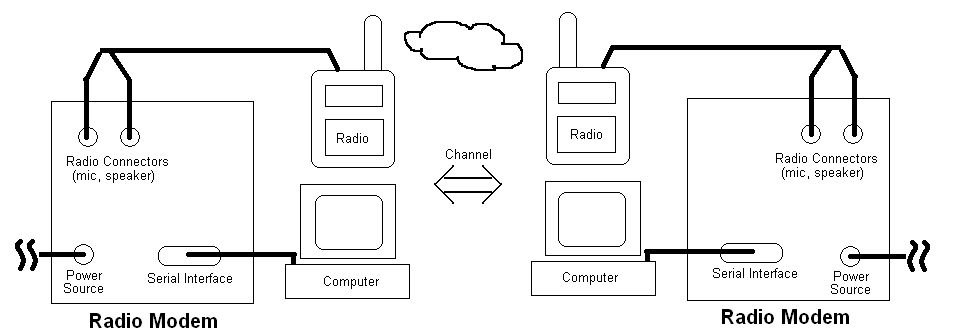 Radio
Radio Connectors
(mic, speaker)
Power
Source
Serial Interface
Computer
Radio Modem
Channel
Radio
Radio Connectors
(mic, speaker)
Computer
Serial Interface
Power
Source
Radio Modem